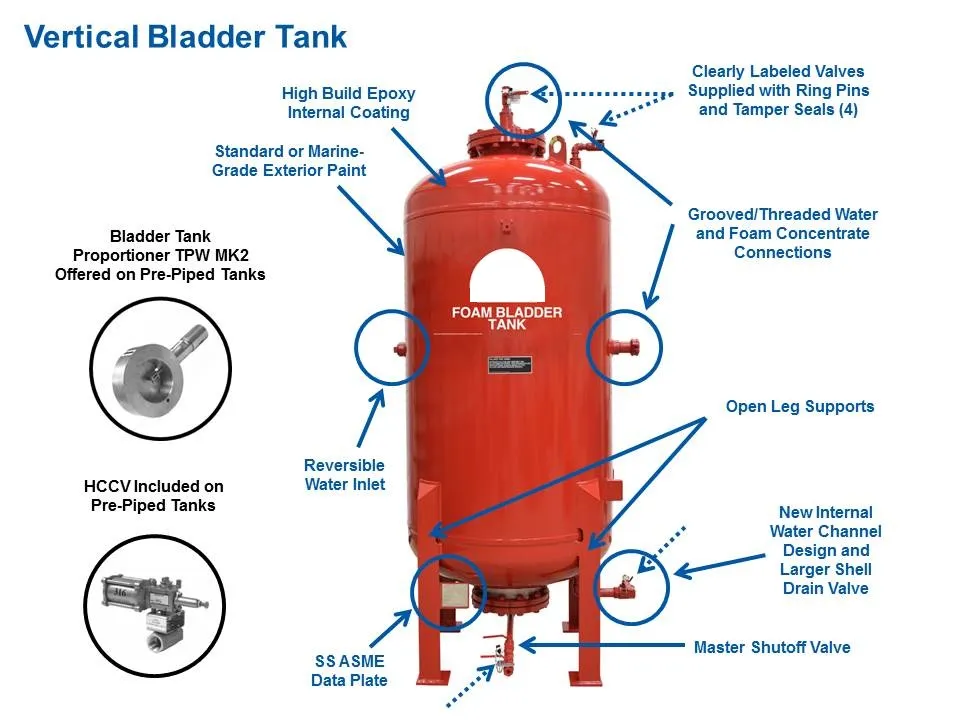 Vertical Bladder Tank
High Build Epoxy
Internal Coating
Clearly Labeled Valves
Supplied with Ring Pins
and Tamper Seals (4)
Standard or Marine-
Grade Exterior Paint
Grooved/Threaded Water
and Foam Concentrate
Connections
Bladder Tank
Proportioner TPW MK2
Offered on Pre-Piped Tanks
FOAM BLADDER
TANK
Open Leg Supports
Reversible
Water Inlet
HCCV Included on
Pre-Piped Tanks
New Internal
Water Channel
Design and
Larger Shell
Drain Valve
316
SS ASME
Data Plate
Master Shutoff Valve